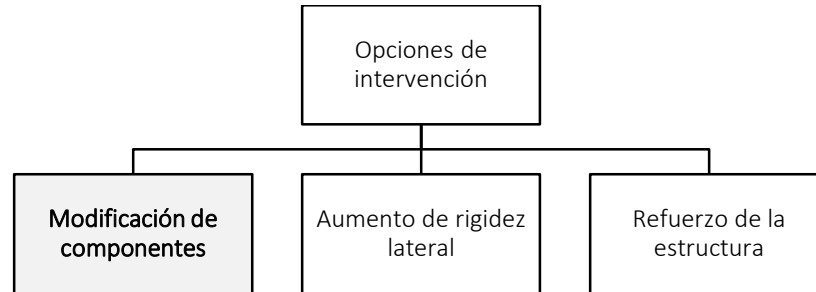 Opciones de
intervención
Modificación de
componentes
Aumento de rigidez
lateral
Refuerzo de la
estructura